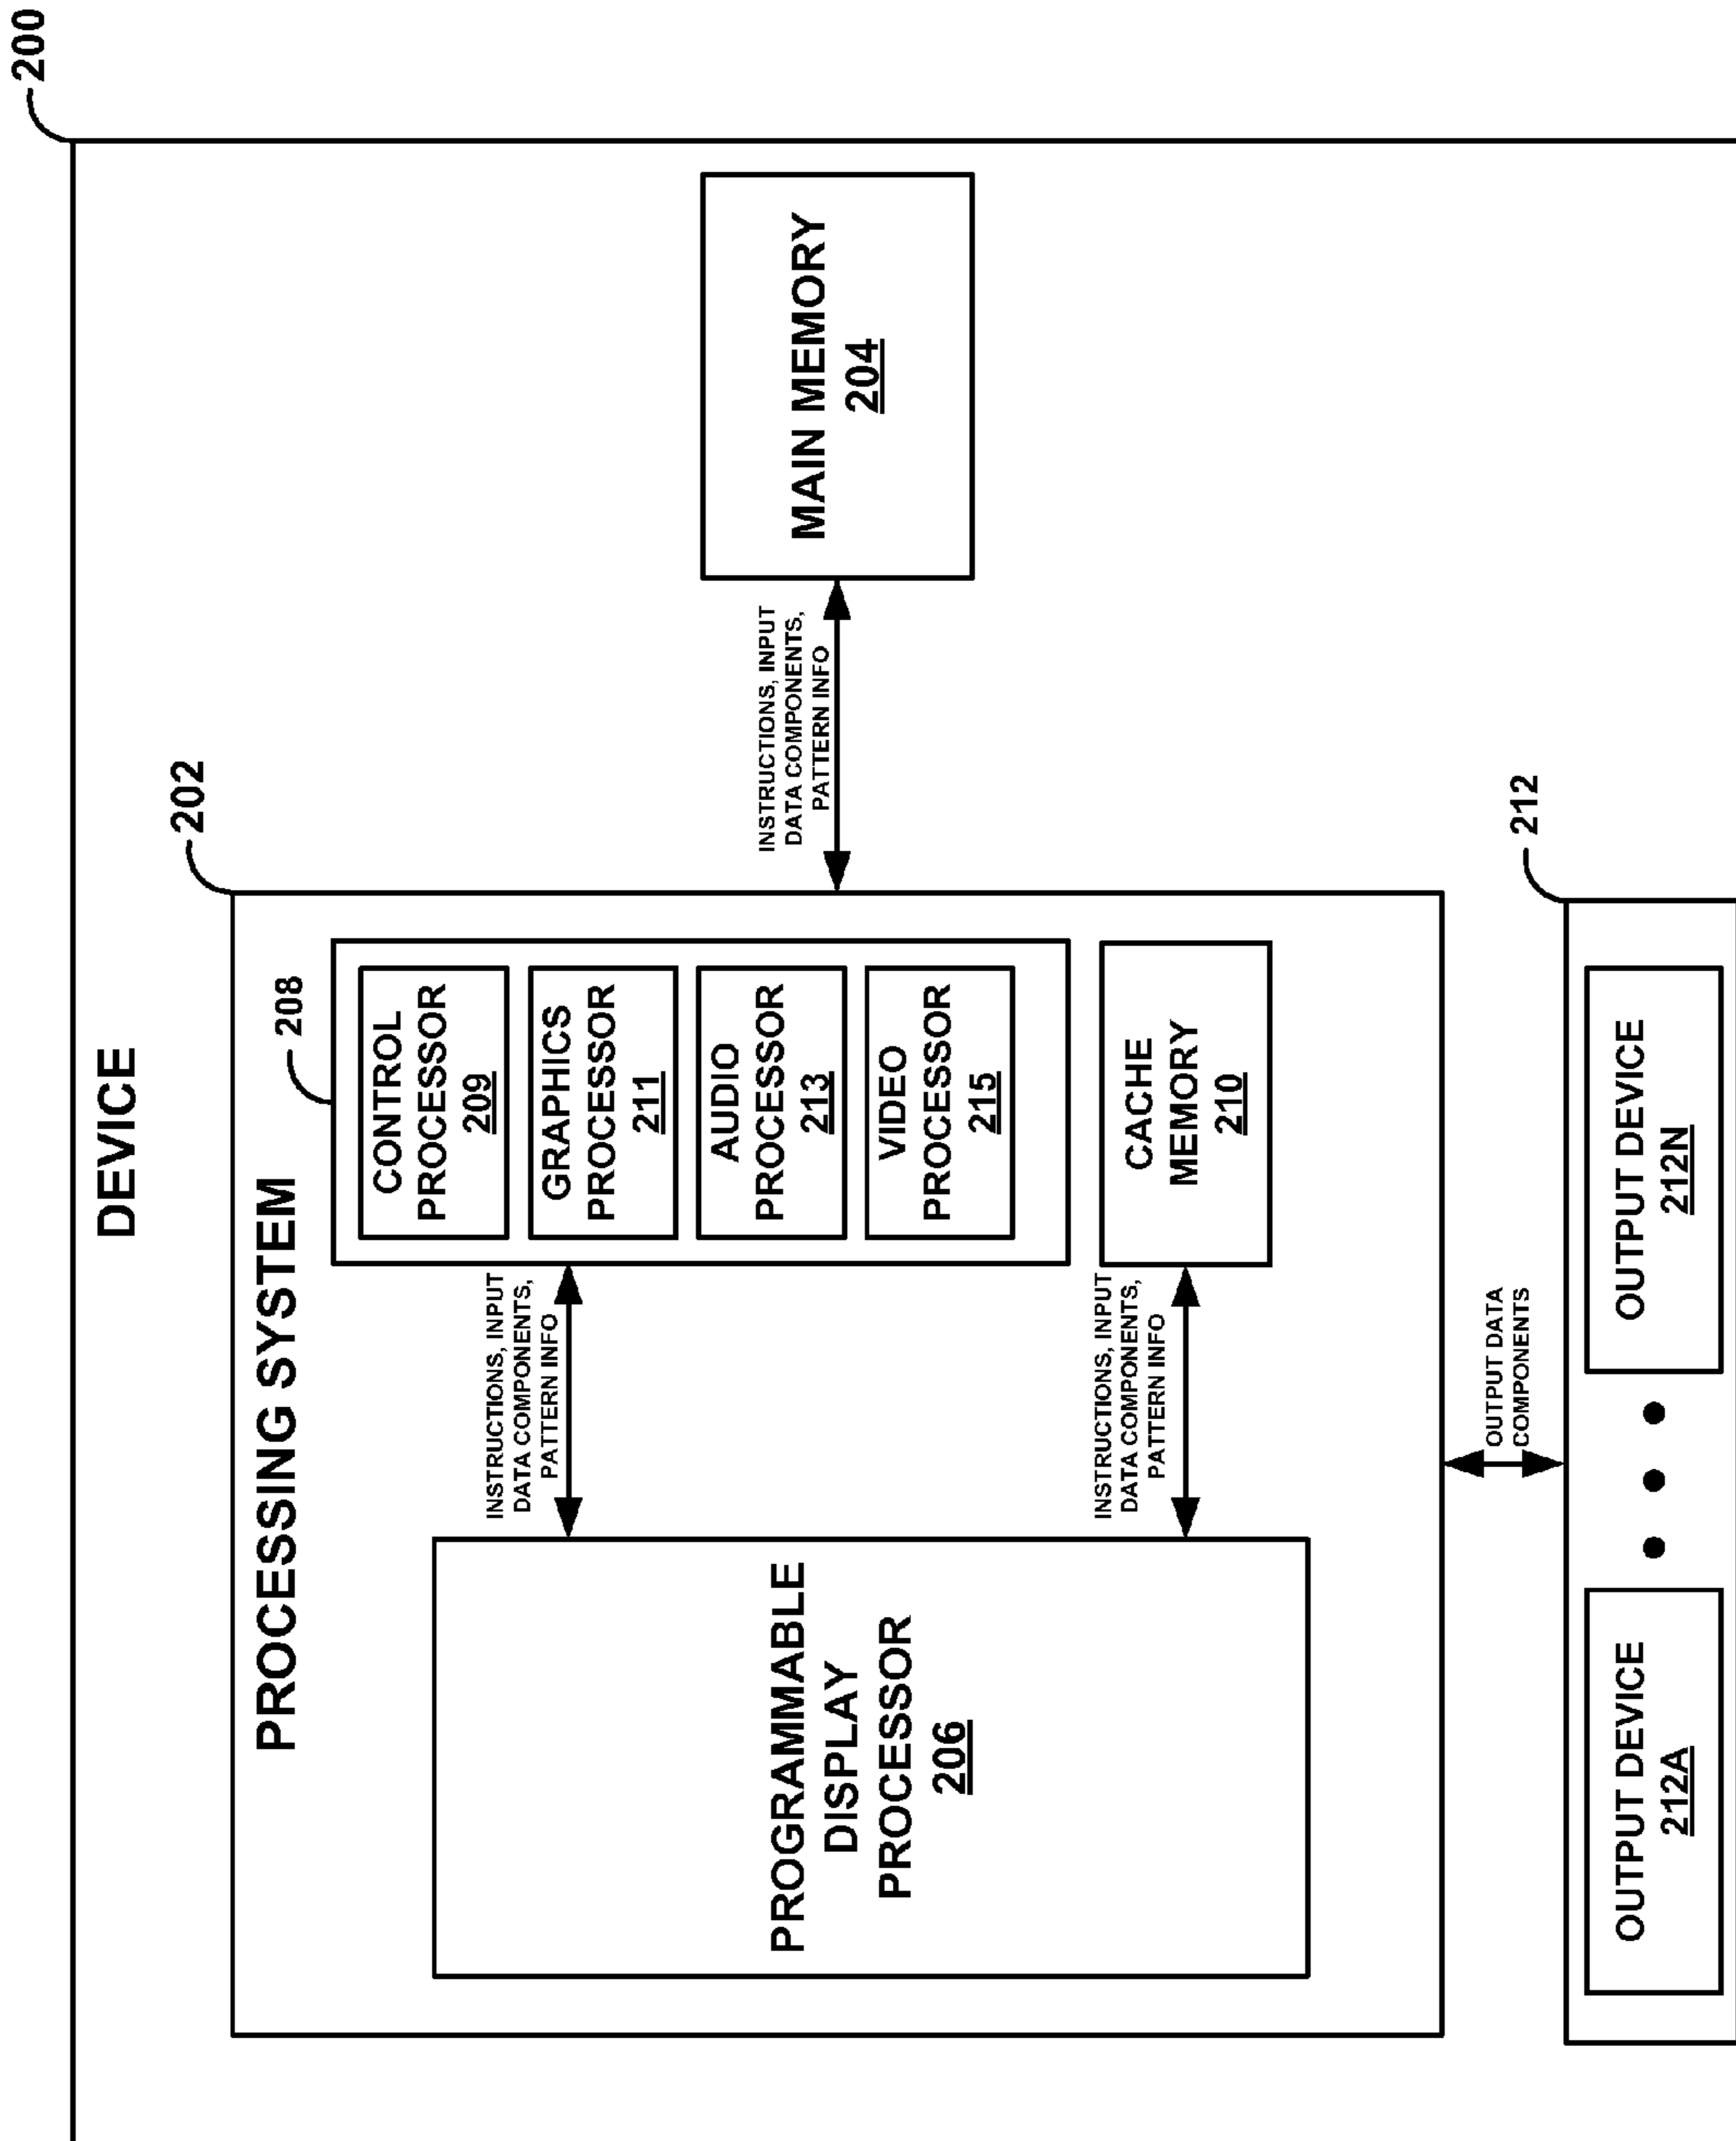 200
DEVICE
202
PROCESSING SYSTEM
208
CONTROL
PROCESSOR
209
GRAPHICS
PROCESSOR
211
AUDIO
PROCESSOR
213
VIDEO
PROCESSOR
215
INSTRUCTIONS, INPUT
DATA COMPONENTS,
PATTERN INFO
PROGRAMMABLE
DISPLAY
PROCESSOR
206
INSTRUCTIONS, INPUT
DATA COMPONENTS,
PATTERN INFO
CACHE
MEMORY
210
INSTRUCTIONS, INPUT
DATA COMPONENTS,
PATTERN INFO
MAIN MEMORY
204
OUTPUT DATA
COMPONENTS
212
OUTPUT DEVICE
212A
OUTPUT DEVICE
212N